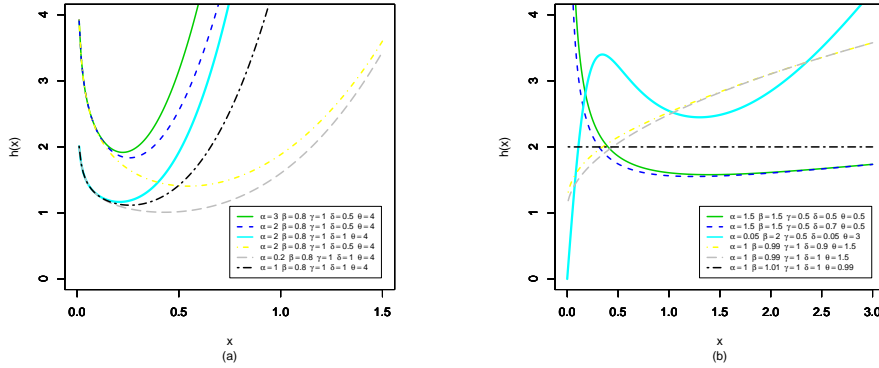 4
3
2
1
0
h(x)
α=3 β=0.8 γ=1 δ=0.5 θ=4
α=2 β=0.8 γ=1 δ=0.5 θ=4
α=2 β=0.8 γ=1 δ=1 θ=4
α=2 β=0.8 γ=1 δ=0.5 θ=2
α=0.2 β=0.8 γ=1 δ=1 θ=4
α=1 β=0.8 γ=1 δ=1 θ=4
0.0 0.5 1.0 1.5
x
(a)
4
3
2
1
0
h(x)
α=1.5 β=1.5 γ=0.5 δ=0.5 θ=0.5
α=1.5 β=1.5 γ=0.5 δ=0.7 θ=0.5
α=0.05 β=2 γ=0.5 δ=0.05 θ=3
α=1 β=0.99 γ=1 δ=0.9 θ=1.5
α=1 β=0.99 γ=1 δ=1 θ=1.5
α=1 β=1.01 γ=1 δ=1 θ=0.99
0.0 0.5 1.0 1.5 2.0 2.5 3.0
x
(b)